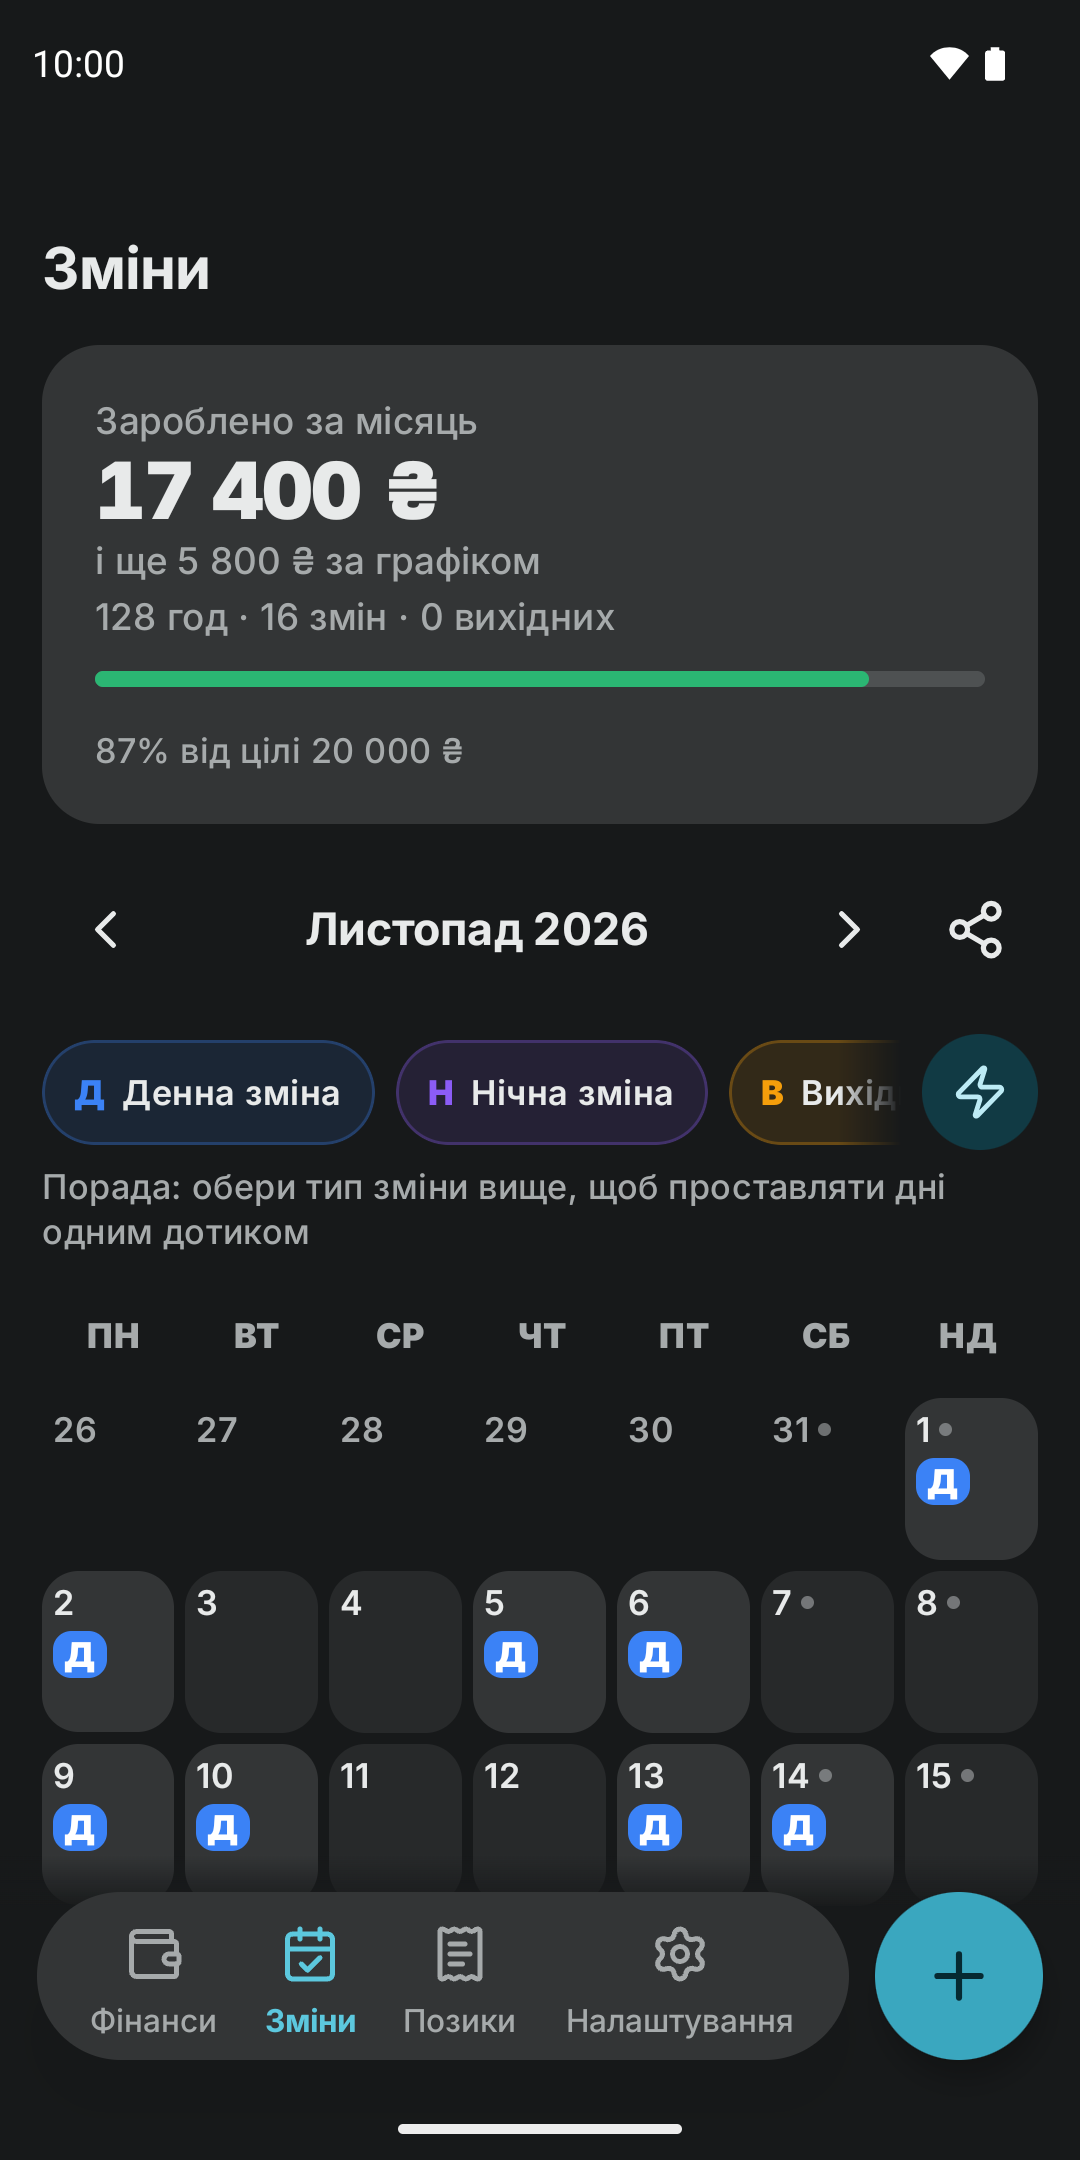 10:00
Зміни
Зароблено за місяць
17 400 ₴
і ще 5 800 ₴ за графіком
128 год · 16 змін · 0 вихідних
87% від цілі 20 000 ₴
Листопад 2026
Д Денна зміна Н Нічна зміна В Вихід
Порада: обери тип зміни вище, щоб проставляти дні
одним дотиком
ПН ВТ СР ЧТ ПТ СБ НД
26 27 28 29 30 31 1
Д
2 3 4 5 6 7 8
Д Д Д
9 10 11 12 13 14 15
Д Д Д Д
Фінанси Зміни Позики Налаштування